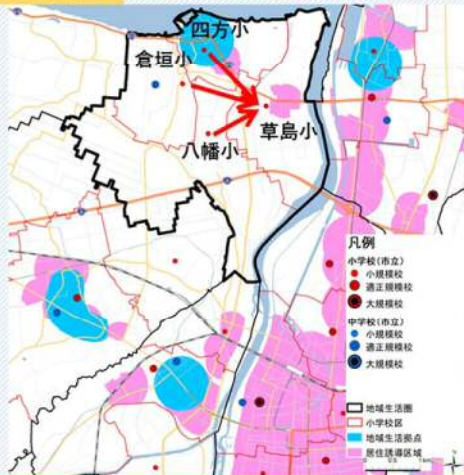 四方小
倉垣小
草島小
八幡小
凡例
小学校(市立)
小規模校
適正規模校
大規模校
中学校(市立)
小規模校
適正規模校
大規模校
地域生活圏
小学校区
地域生活拠点
居住誘導区域